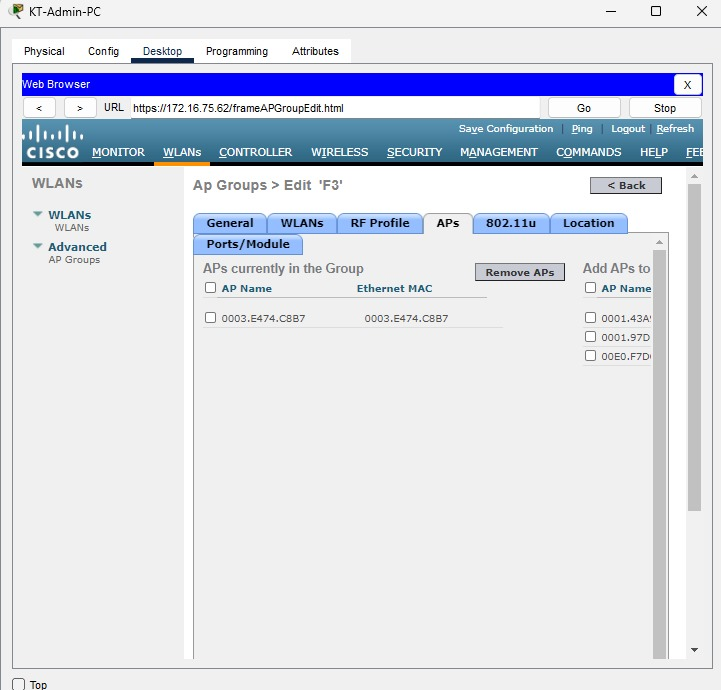 KT-Admin-PC
Physical Config Desktop Programming Attributes
Web Browser X
< > URL https://172.16.75.62/frameAPGroupEdit.html Go Stop
Save Configuration Ping Logout Refresh
CISCO MONITOR WLANs CONTROLLER WIRELESS SECURITY MANAGEMENT COMMANDS HELP FEE
WLANs
Ap Groups > Edit 'F3' < Back
WLANs
WLANs
Advanced
AP Groups
General WLANs RF Profile APs 802.11u Location
Ports/Module
APs currently in the Group Remove APs Add APs to
AP Name Ethernet MAC AP Name
0003.E474.C8B7 0003.E474.C8B7 0001.43A
0001.97D
00E0.F7D
Top